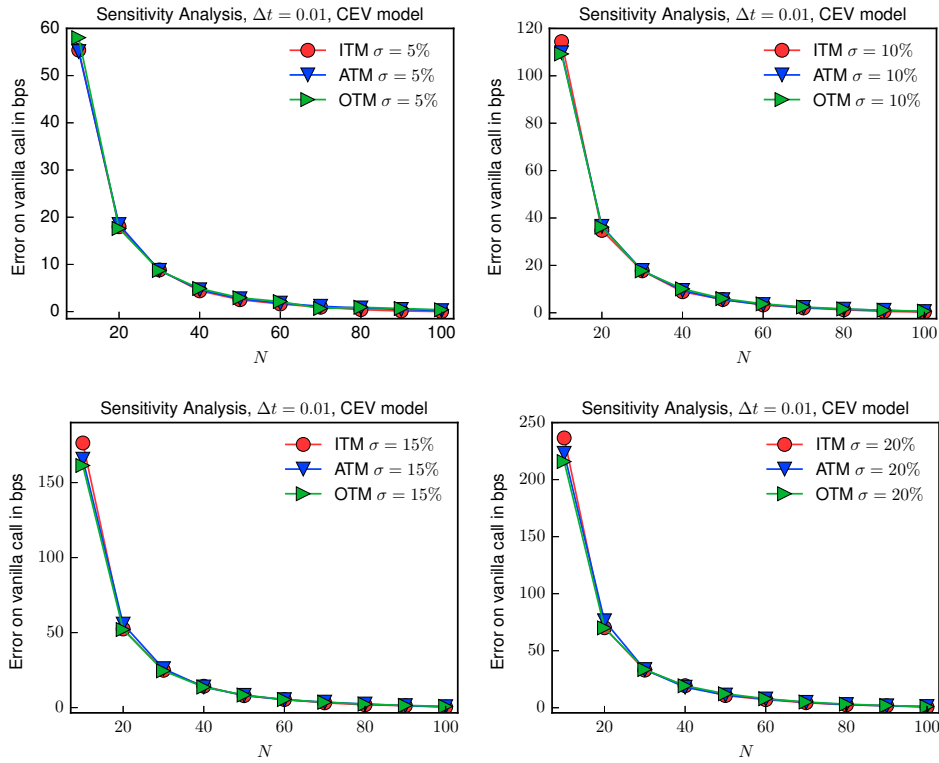 Sensitivity Analysis, Δt = 0.01, CEV model
Error on vanilla call in bps
60
50
40
30
20
10
0
ITM σ = 5%
ATM σ = 5%
OTM σ = 5%
20 40 60 80 100
N
Sensitivity Analysis, Δt = 0.01, CEV model
Error on vanilla call in bps
120
100
80
60
40
20
0
ITM σ = 10%
ATM σ = 10%
OTM σ = 10%
20 40 60 80 100
N
Sensitivity Analysis, Δt = 0.01, CEV model
Error on vanilla call in bps
150
100
50
0
ITM σ = 15%
ATM σ = 15%
OTM σ = 15%
20 40 60 80 100
N
Sensitivity Analysis, Δt = 0.01, CEV model
Error on vanilla call in bps
250
200
150
100
50
0
ITM σ = 20%
ATM σ = 20%
OTM σ = 20%
20 40 60 80 100
N